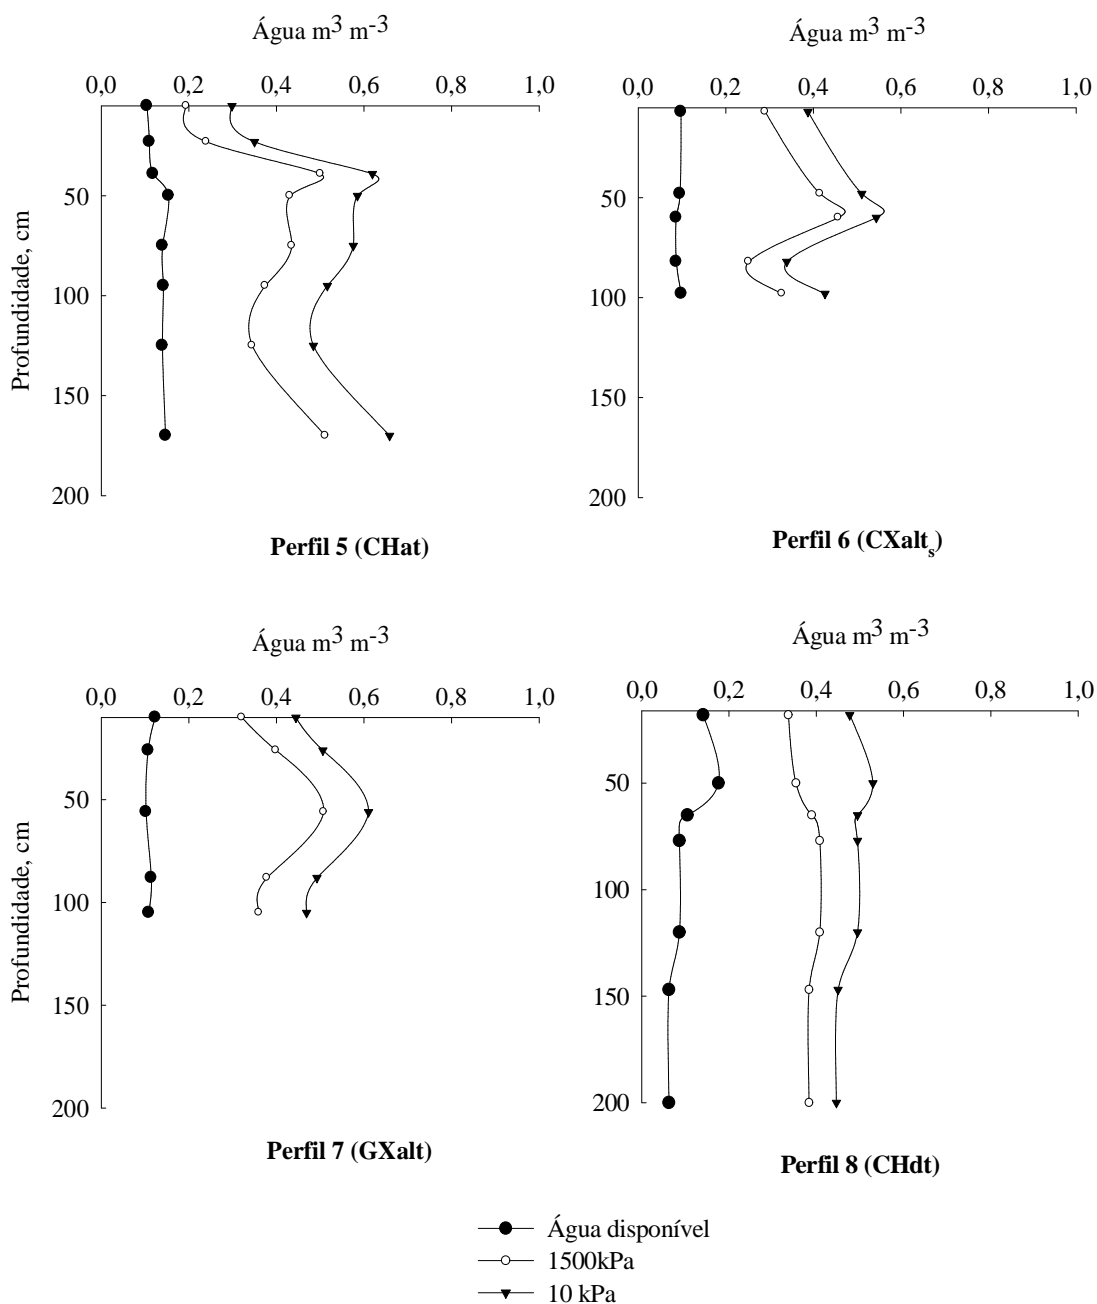 Água m³ m⁻³
0,0 0,2 0,4 0,6 0,8 1,0
50
100
150
200
Profundidade, cm
Perfil 5 (CHat)
Água m³ m⁻³
0,0 0,2 0,4 0,6 0,8 1,0
50
100
150
200
Perfil 6 (CXaltₛ)
Água m³ m⁻³
0,0 0,2 0,4 0,6 0,8 1,0
50
100
150
200
Profundidade, cm
Perfil 7 (GXalt)
Água m³ m⁻³
0,0 0,2 0,4 0,6 0,8 1,0
50
100
150
200
Perfil 8 (CHdt)
Água disponível
1500kPa
10 kPa